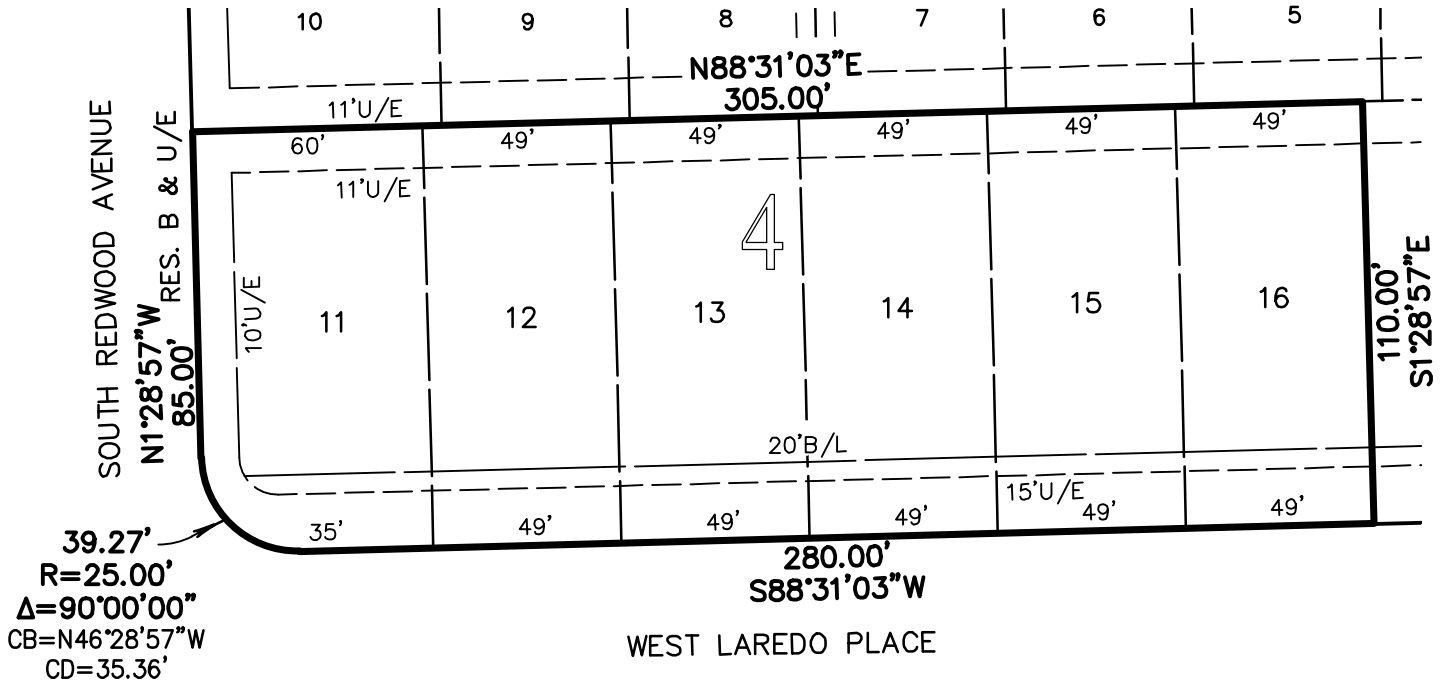 10
9
8
7
6
5
N88°31'03"E
305.00'
11'U/E
60'
49'
49'
49'
49'
49'
11'U/E
SOUTH REDWOOD AVENUE
RES. B & U/E
N1°28'57"W
85.00'
10'U/E
4
11
12
13
14
15
16
110.00'
S1°28'57"E
20'B/L
15'U/E
35'
49'
49'
49'
49'
49'
39.27'
R=25.00'
Δ=90°00'00"
CB=N46°28'57"W
CD=35.36'
280.00'
S88°31'03"W
WEST LAREDO PLACE